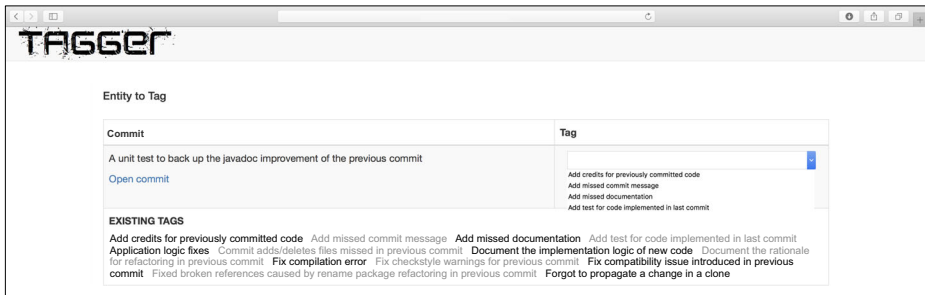 TAGGER
Entity to Tag
Commit
Tag
A unit test to back up the javadoc improvement of the previous commit
Open commit
Add credits for previously committed code
Add missed commit message
Add missed documentation
Add test for code implemented in last commit
EXISTING TAGS
Add credits for previously committed code Add missed commit message Add missed documentation Add test for code implemented in last commit
Application logic fixes Commit adds/deletes files missed in previous commit Document the implementation logic of new code Document the rationale
for refactoring in previous commit Fix compilation error Fix checkstyle warnings for previous commit Fix compatibility issue introduced in previous
commit Fixed broken references caused by rename package refactoring in previous commit Forgot to propagate a change in a clone